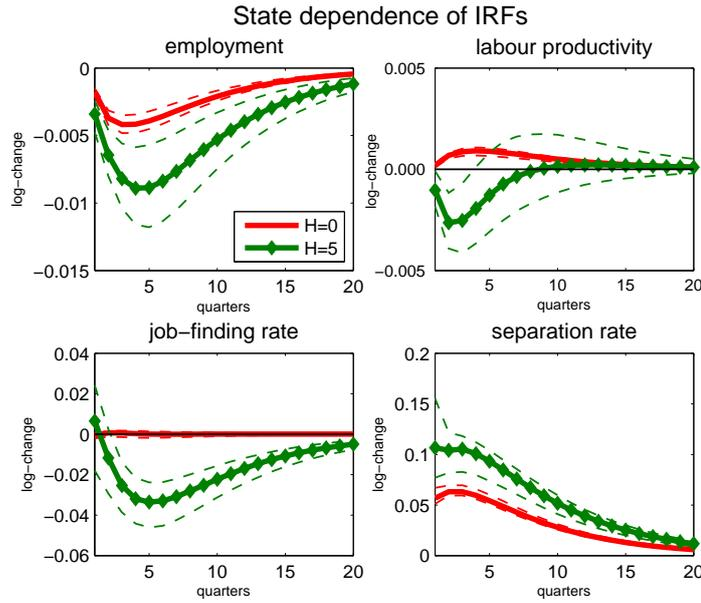 State dependence of IRFs
employment
labour productivity
0
−0.005
−0.01
−0.015
log−change
5
10
15
20
quarters
H=0
H=5
0.005
0.000
−0.005
log−change
5
10
15
20
quarters
job−finding rate
separation rate
0.04
0.02
0
−0.02
−0.04
−0.06
log−change
5
10
15
20
quarters
0.2
0.15
0.1
0.05
0
log−change
5
10
15
20
quarters